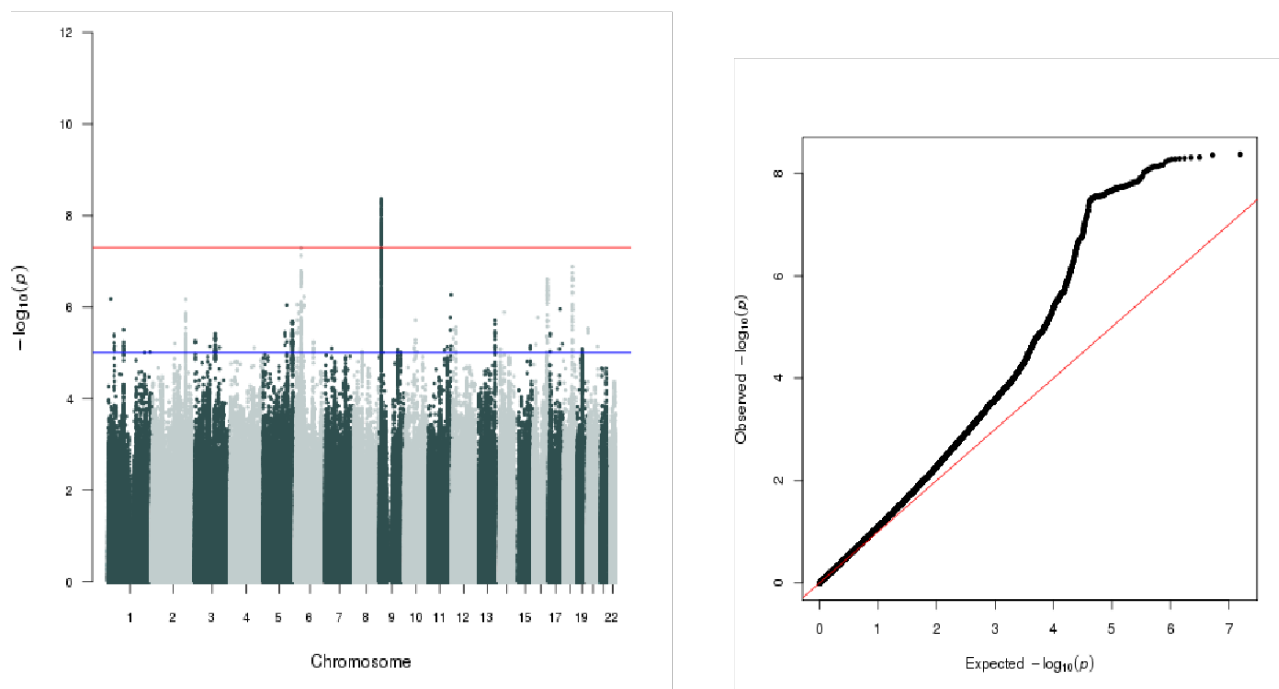 12
10
8
6
4
2
0
−log₁₀(p)
1 2 3 4 5 6 7 8 9 10 11 12 13 15 17 19 22
Chromosome
8
6
4
2
0
Observed −log₁₀(p)
0 1 2 3 4 5 6 7
Expected −log₁₀(p)